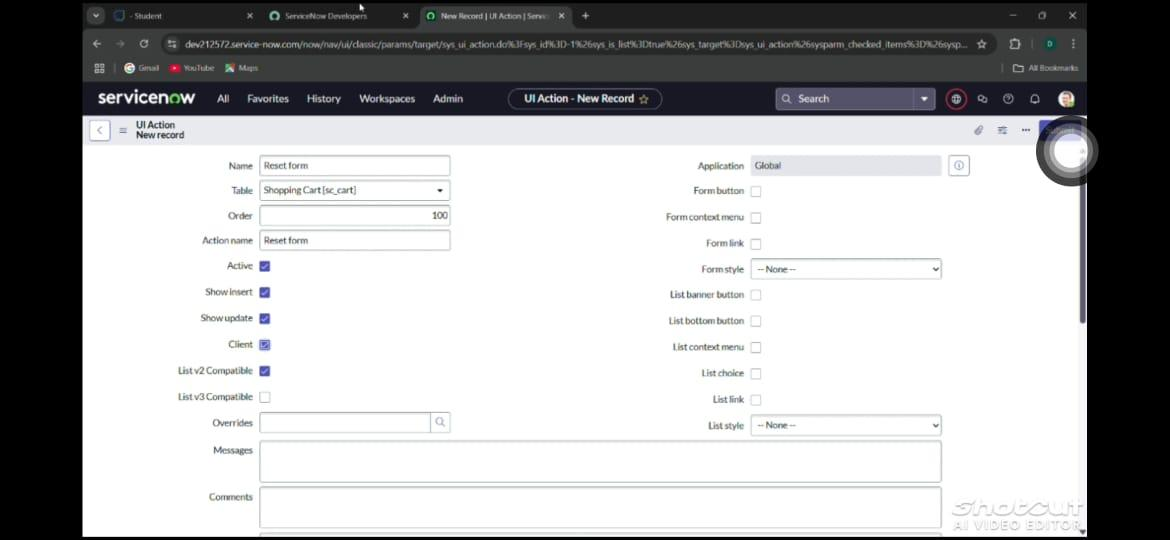 - Student
ServiceNow Developers
New Record | UI Action | Servic
dev212572.service-now.com/now/nav/ui/classic/params/target/sys_ui_action.do%3Fsys_id%3D-1%26sys_is_list%3Dtrue%26sys_target%3Dsys_ui_action%26sysparm_checked_items%3D%26sysp...
D
Gmail
YouTube
Maps
All Bookmarks
servicenow
All
Favorites
History
Workspaces
Admin
UI Action - New Record
Search
UI Action
New record
Name
Reset form
Application
Global
Table
Shopping Cart [sc_cart]
Form button
Order
100
Form context menu
Action name
Reset form
Form link
Active
Form style
-- None --
Show insert
List banner button
Show update
List bottom button
Client
List context menu
List v2 Compatible
List choice
List v3 Compatible
List link
Overrides
List style
-- None --
Messages
Comments
Shotcut
AI VIDEO EDITOR